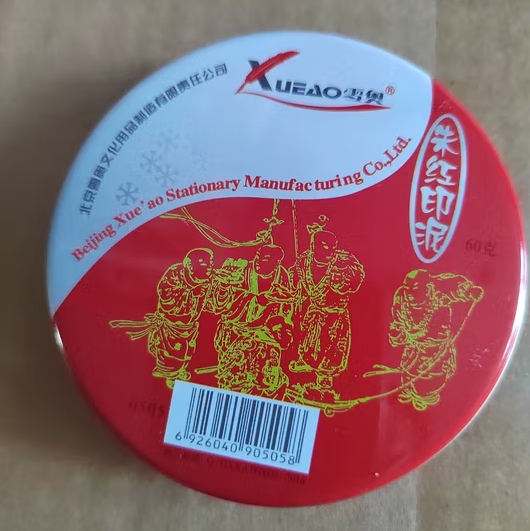 XUEAO雪奥®
北京雪奥文化用品制造有限责任公司
Beijing Xue'ao Stationary Manufacturing Co.,Ltd.
朱红印泥
60克
6 926040 905058